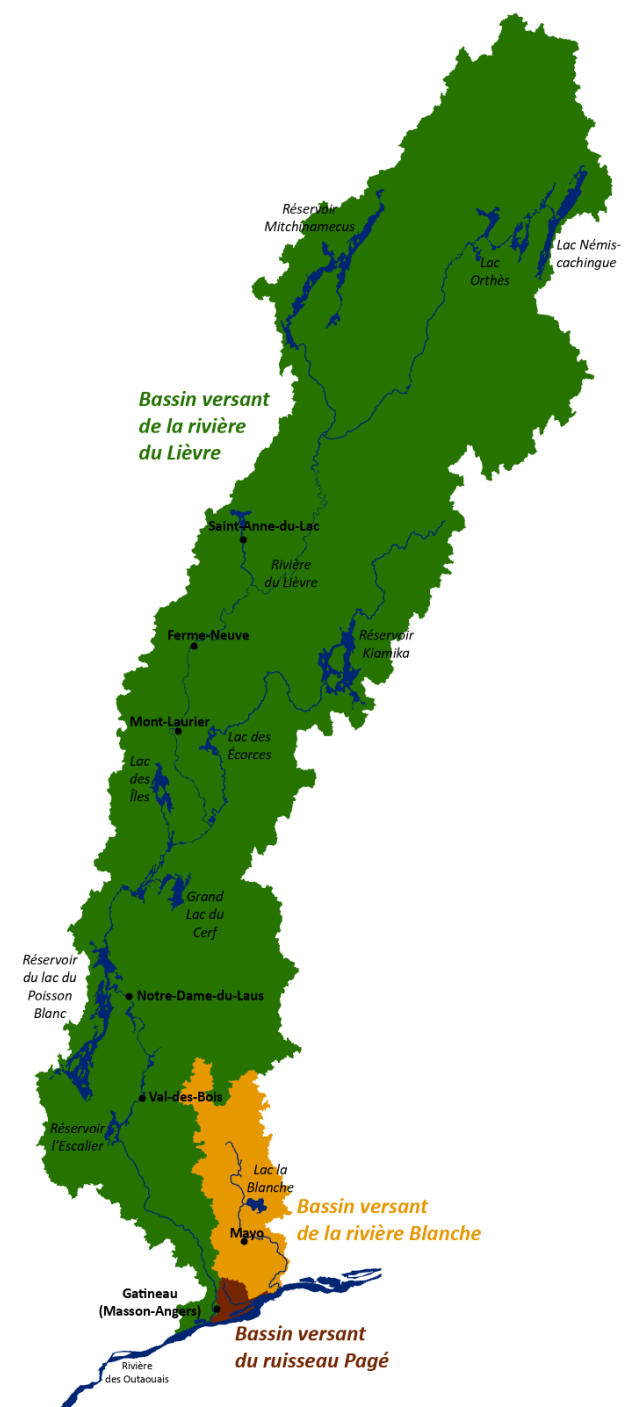 Réservoir
Mitchinamecus
Lac Némis-
cachingue
Lac
Orthès
Bassin versant
de la rivière
du Lièvre
Saint-Anne-du-Lac
Rivière
du Lièvre
Ferme-Neuve
Réservoir
Kiamika
Mont-Laurier
Lac des
Écorces
Lac
des
Îles
Grand
Lac du
Cerf
Réservoir
du lac du
Poisson
Blanc
Notre-Dame-du-Laus
Val-des-Bois
Réservoir
l'Escalier
Lac la
Blanche
Bassin versant
de la rivière Blanche
Mayo
Gatineau
(Masson-Angers)
Bassin versant
du ruisseau Pagé
Rivière
des Outaouais